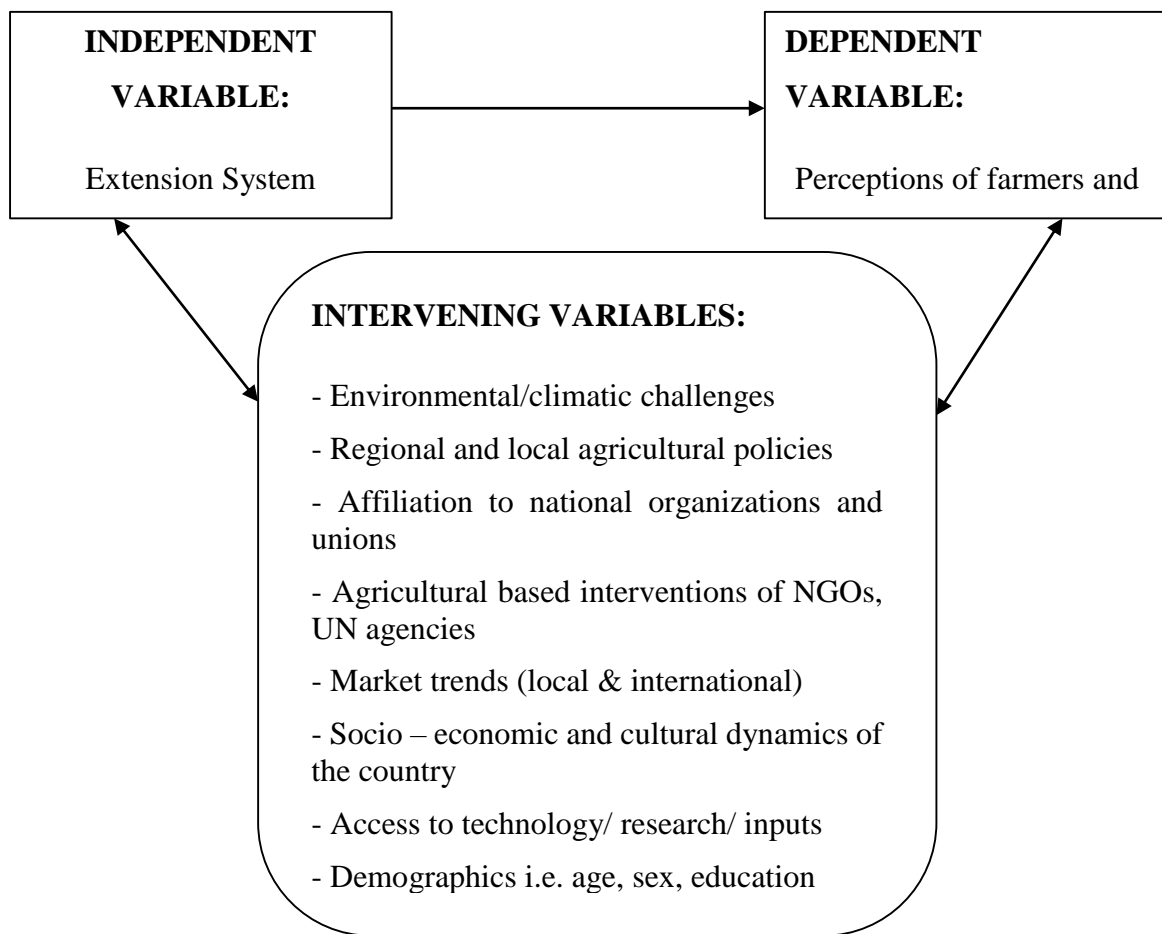 INDEPENDENT
VARIABLE:
Extension System
DEPENDENT
VARIABLE:
Perceptions of farmers and
INTERVENING VARIABLES:
- Environmental/climatic challenges
- Regional and local agricultural policies
- Affiliation to national organizations and
unions
- Agricultural based interventions of NGOs,
UN agencies
- Market trends (local & international)
- Socio – economic and cultural dynamics of
the country
- Access to technology/ research/ inputs
- Demographics i.e. age, sex, education